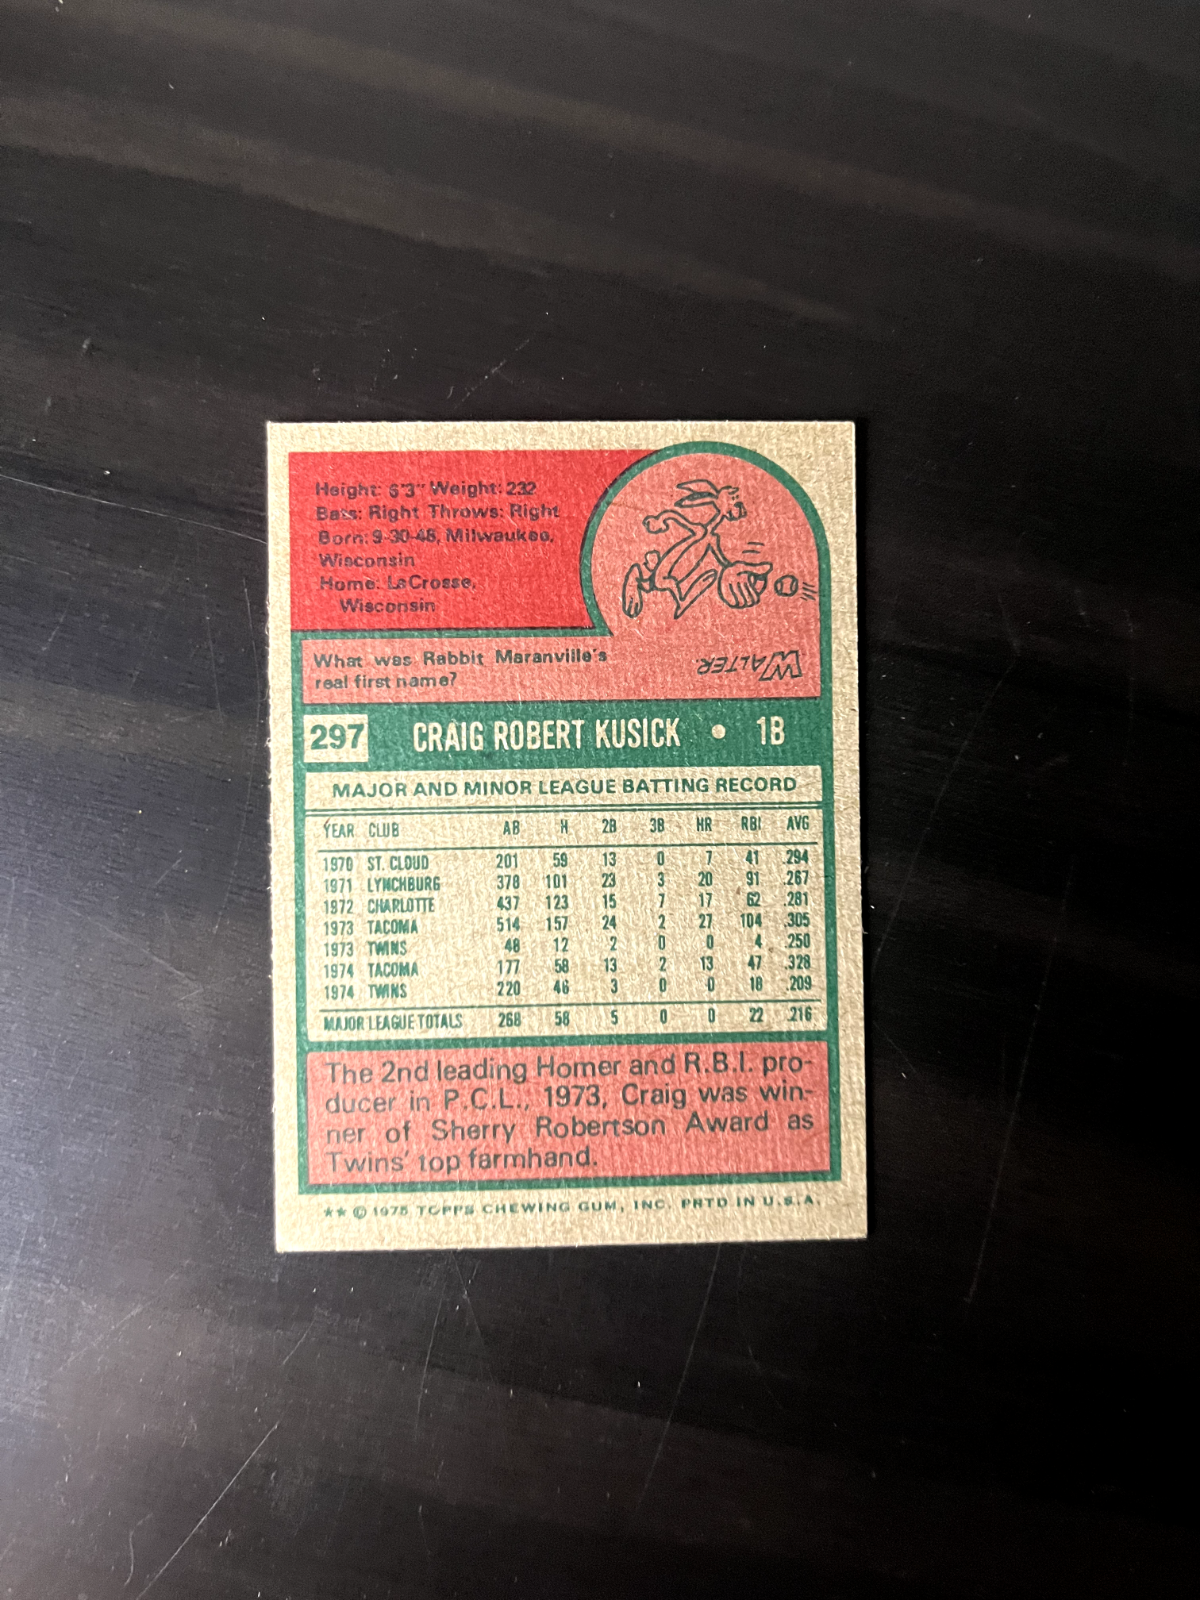 Height: 6'3" Weight: 232
Bats: Right Throws: Right
Born: 9-30-48, Milwaukee,
Wisconsin
Home: LaCrosse,
Wisconsin
What was Rabbit Maranville's
real first name?
WALTER.
297 CRAIG ROBERT KUSICK • 1B
MAJOR AND MINOR LEAGUE BATTING RECORD
YEAR CLUB AB H 2B 3B HR RBI AVG
1970 ST. CLOUD 201 59 13 0 7 41 .294
1971 LYNCHBURG 378 101 23 3 20 91 .267
1972 CHARLOTTE 437 123 15 7 17 62 .281
1973 TACOMA 514 157 24 2 27 104 .305
1973 TWINS 48 12 2 0 0 4 .250
1974 TACOMA 177 58 13 2 13 47 .328
1974 TWINS 220 46 3 0 0 18 .209
MAJOR LEAGUE TOTALS 268 58 5 0 0 22 .216
The 2nd leading Homer and R.B.I. pro-
ducer in P.C.L., 1973, Craig was win-
ner of Sherry Robertson Award as
Twins' top farmhand.
★★ © 1975 TOPPS CHEWING GUM, INC. PRTD IN U.S.A.